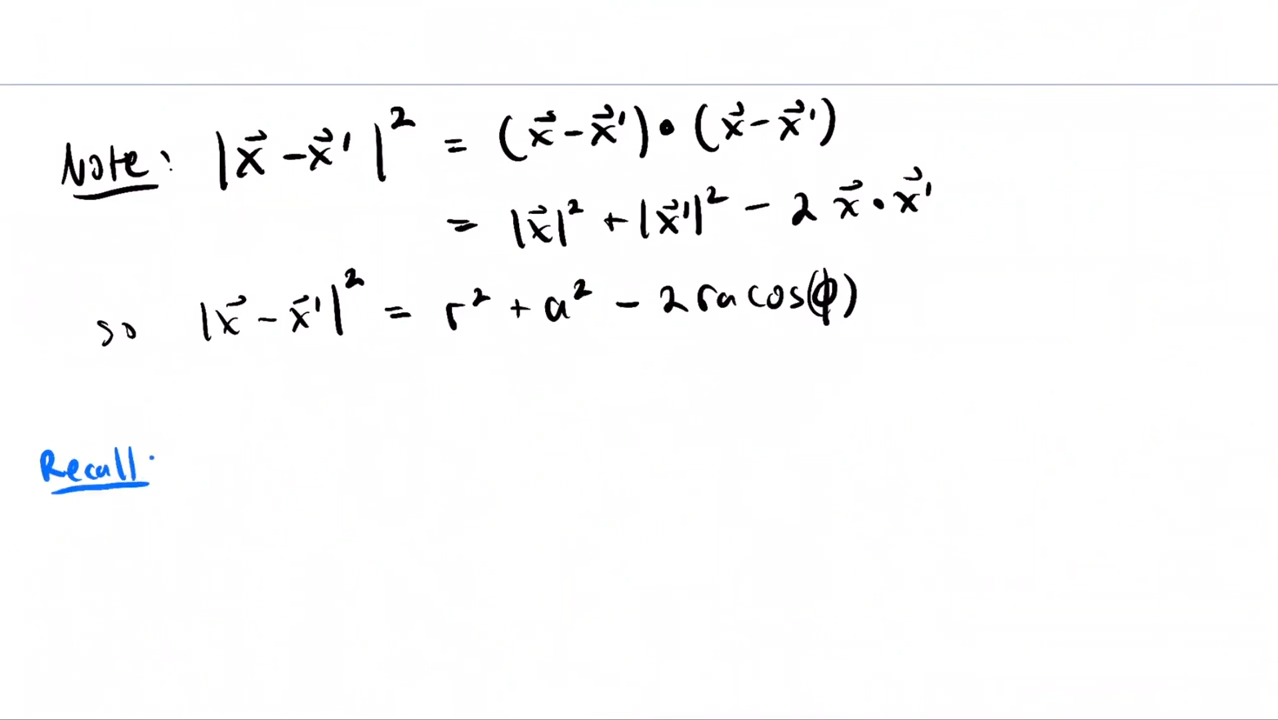 Note: |x⃗ - x⃗'|² = (x⃗ - x⃗') • (x⃗ - x⃗')
= |x⃗|² + |x⃗'|² - 2 x⃗ • x⃗'
so |x⃗ - x⃗'|² = r² + a² - 2ra cos(φ)
Recall.